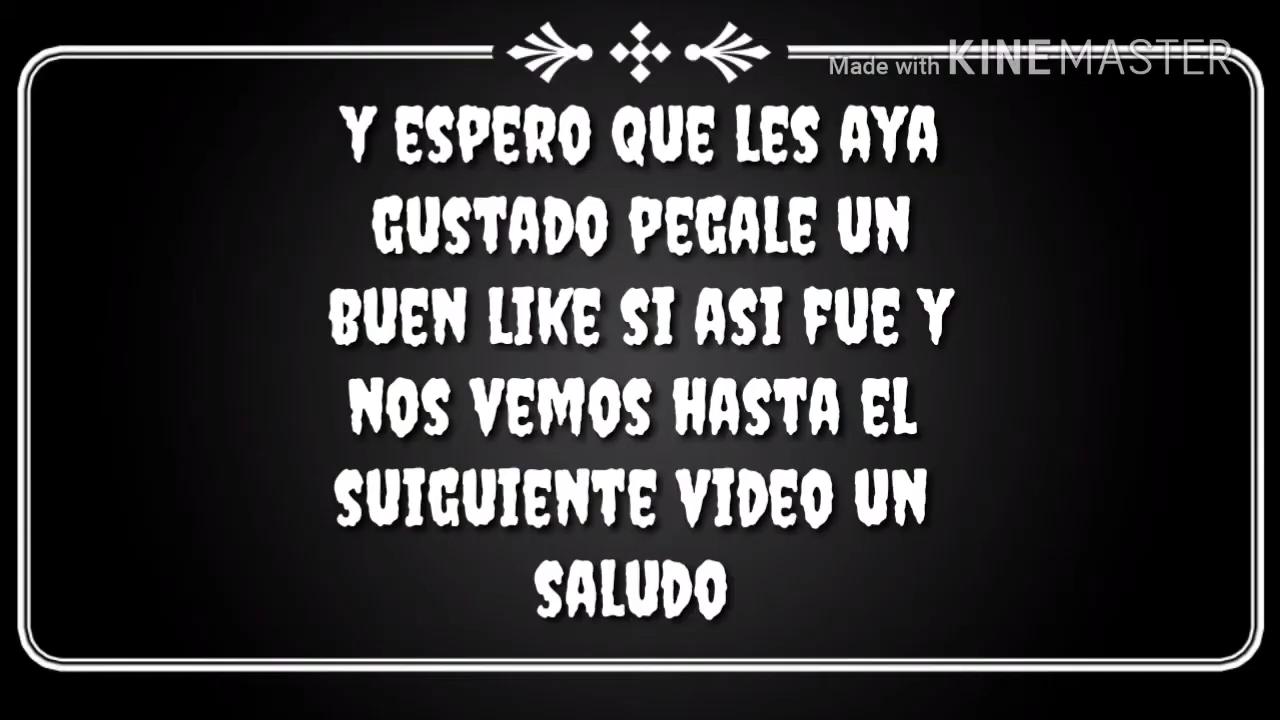 Made with KINEMASTER
Y ESPERO QUE LES AYA
GUSTADO PEGALE UN
BUEN LIKE SI ASI FUE Y
NOS VEMOS HASTA EL
SUIGUIENTE VIDEO UN
SALUDO